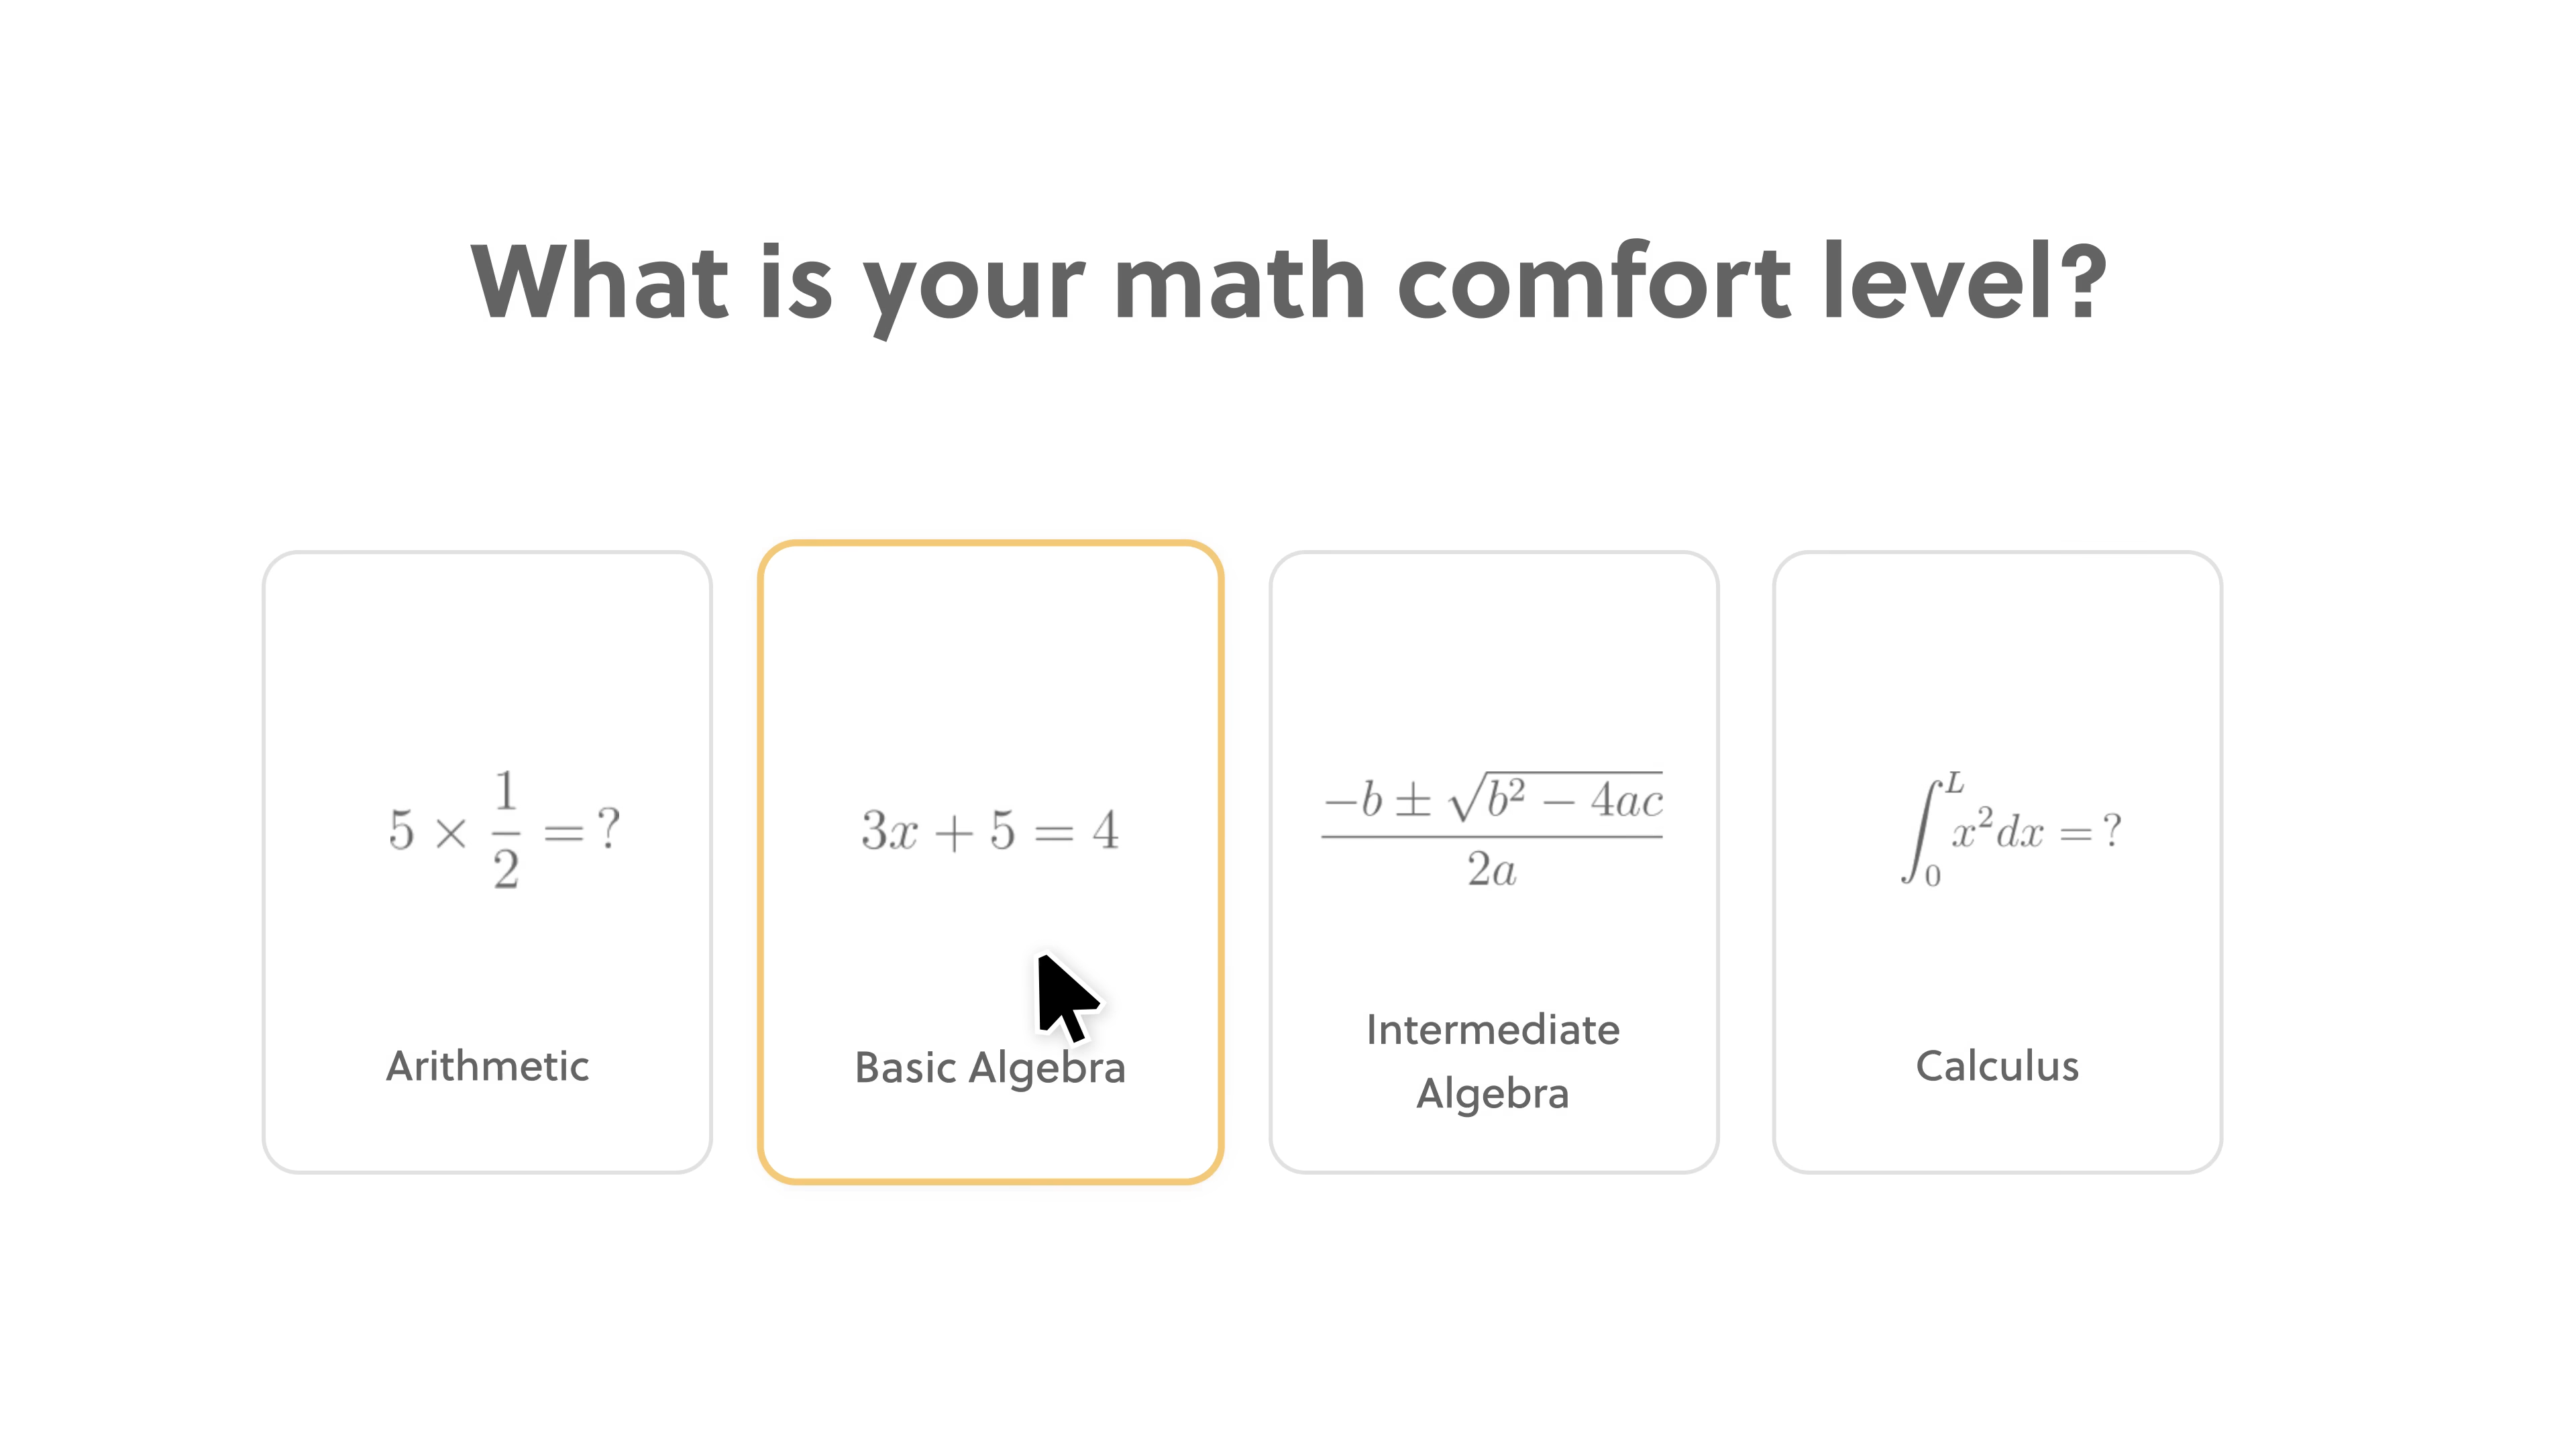 What is your math comfort level?
5 × 1/2 = ?
Arithmetic
3x + 5 = 4
Basic Algebra
−b ± √(b² − 4ac)
2a
Intermediate
Algebra
∫₀ᴸ x²dx = ?
Calculus